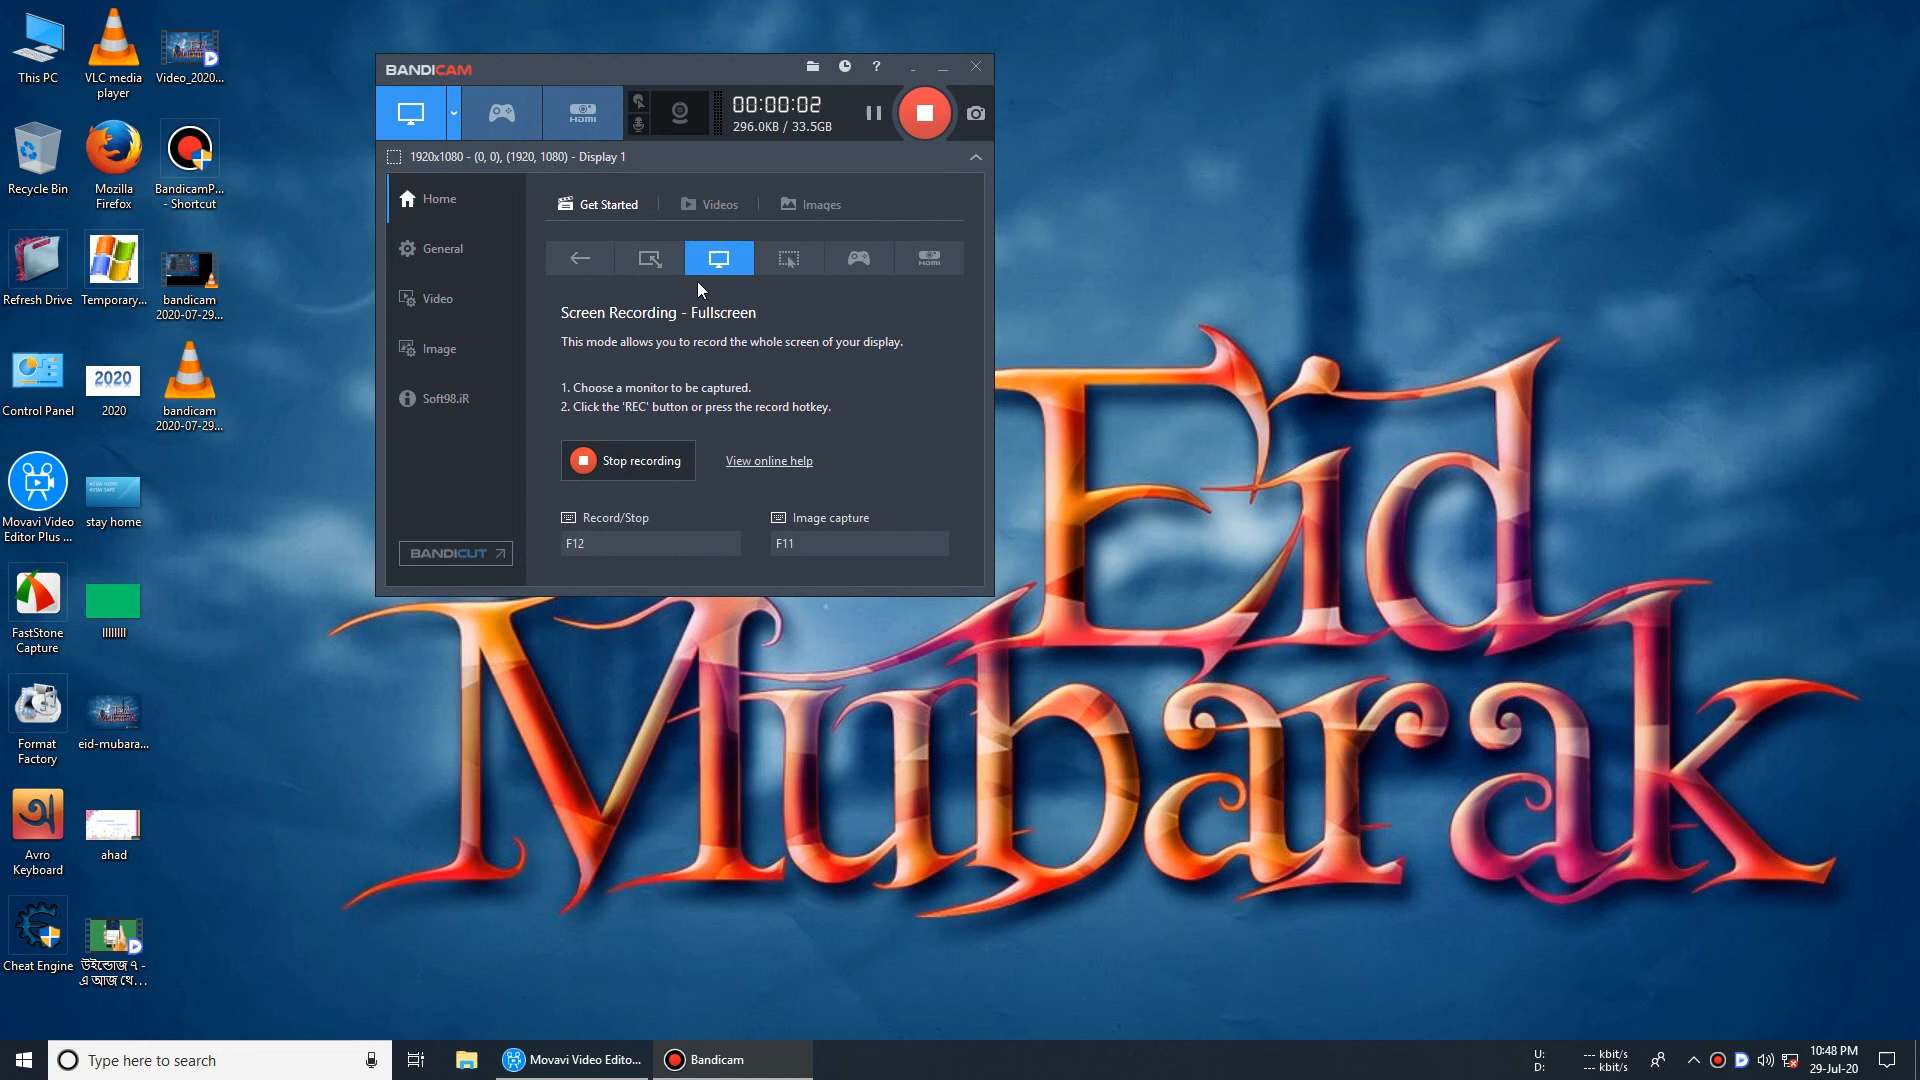 This PC
VLC media
player
Video_2020...
Recycle Bin
Mozilla
Firefox
BandicamP...
- Shortcut
Refresh Drive
Temporary...
bandicam
2020-07-29...
Control Panel
2020
2020
bandicam
2020-07-29...
Movavi Video
Editor Plus ...
#STAY HOME
#STAY SAFE
stay home
FastStone
Capture
llllllll
Format
Factory
eid-mubara...
Avro
Keyboard
ahad
Cheat Engine
উইন্ডোজ ৭ -
এ আজ থে...
BANDICAM
HDMI
00:00:02
296.0KB / 33.5GB
1920x1080 - (0, 0), (1920, 1080) - Display 1
Home
General
Video
Image
Soft98.iR
BANDICUT
Get Started
Videos
Images
HDMI
Screen Recording - Fullscreen
This mode allows you to record the whole screen of your display.
1. Choose a monitor to be captured.
2. Click the 'REC' button or press the record hotkey.
Stop recording
View online help
Record/Stop
Image capture
F12
F11
Eid
Mubarak
Type here to search
Movavi Video Edito...
Bandicam
U: --- kbit/s
D: --- kbit/s
10:48 PM
29-Jul-20